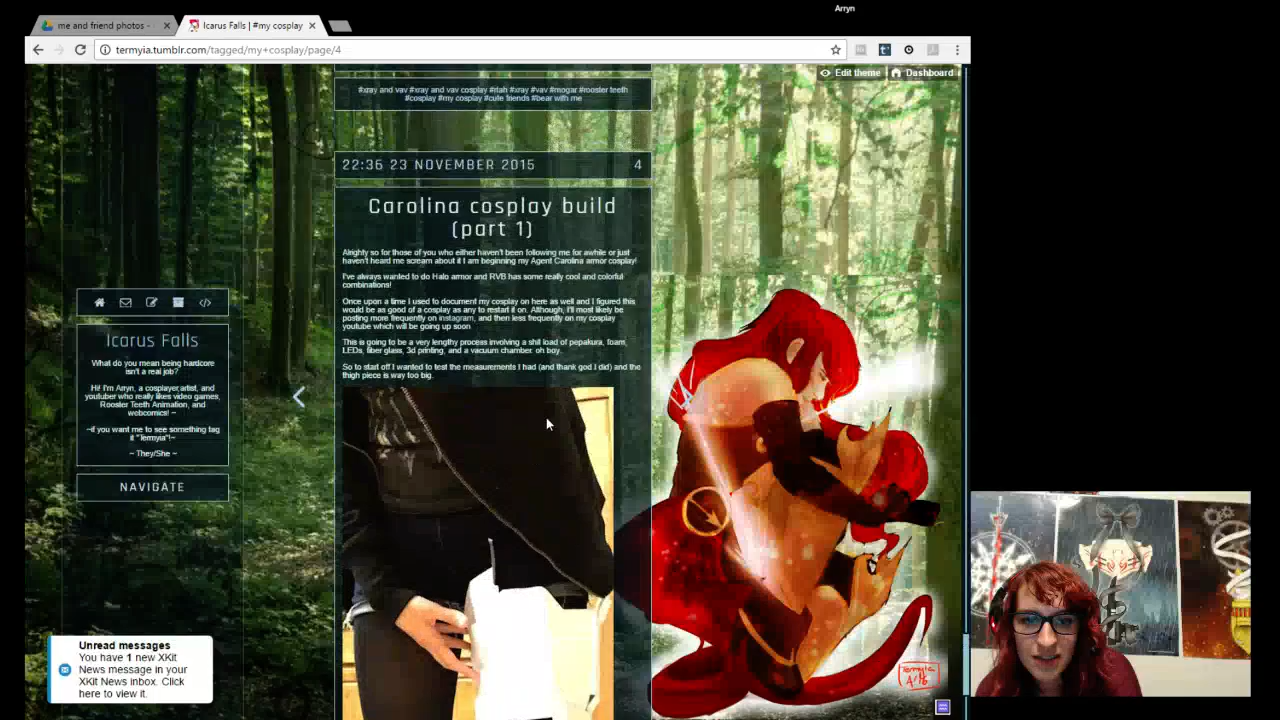 Arryn
me and friend photos -
Icarus Falls | #my cosplay
termyia.tumblr.com/tagged/my+cosplay/page/4
Edit theme
Dashboard
#xray and vav #xray and vav cosplay #rtah #xray #vav #mogar #rooster teeth
#cosplay #my cosplay #cute friends #bear with me
22:36 23 NOVEMBER 2015
4
Carolina cosplay build
(part 1)
Alrighty so for those of you who either haven't been following me for awhile or just
haven't heard me scream about it I am beginning my Agent Carolina armor cosplay!
I've always wanted to do Halo armor and RVB has some really cool and colorful
combinations!
Once upon a time I used to document my cosplay on here as well and I figured this
would be as good of a cosplay as any to restart it on. Although, I'll most likely be
posting more frequently on instagram, and then less frequently on my cosplay
youtube which will be going up soon
This is going to be a very lengthy process involving a shit load of pepakura, foam,
LEDs, fiber glass, 3d printing, and a vacuum chamber. oh boy.
So to start off I wanted to test the measurements I had (and thank god I did) and the
thigh piece is way too big.
Icarus Falls
What do you mean being hardcore
isn't a real job?
Hi! I'm Arryn, a cosplayer,artist, and
youtuber who really likes video games,
Rooster Teeth Animation, and
webcomics! ~
~if you want me to see something tag
it "Termyia"!~
~ They/She ~
NAVIGATE
Unread messages
You have 1 new XKit
News message in your
XKit News inbox. Click
here to view it.
Termyia